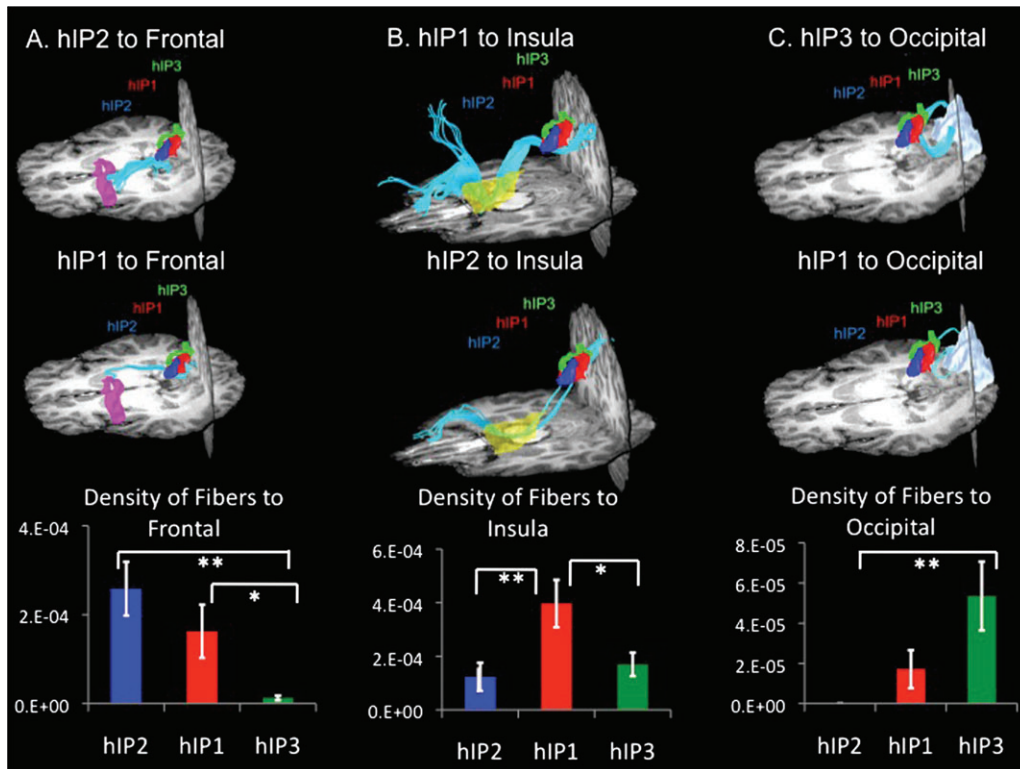 A. hIP2 to Frontal
hIP3
hIP1
hIP2
hIP1 to Frontal
hIP3
hIP1
hIP2
Density of Fibers to
Frontal
4.E-04
2.E-04
0.E+00
**
*
hIP2 hIP1 hIP3
B. hIP1 to Insula
hIP3
hIP1
hIP2
hIP2 to Insula
hIP3
hIP1
hIP2
Density of Fibers to
Insula
6.E-04
4.E-04
2.E-04
0.E+00
**
*
hIP2 hIP1 hIP3
C. hIP3 to Occipital
hIP3
hIP1
hIP2
hIP1 to Occipital
hIP3
hIP1
hIP2
Density of Fibers to
Occipital
8.E-05
6.E-05
4.E-05
2.E-05
0.E+00
**
hIP2 hIP1 hIP3